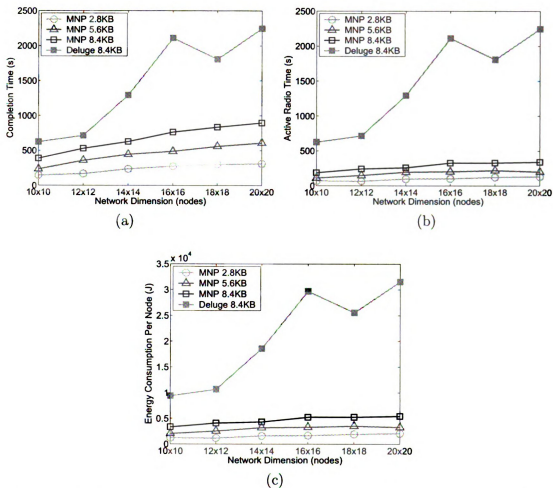 2500
2000
1500
1000
500
0
Completion Time (s)
MNP 2.8KB
MNP 5.6KB
MNP 8.4KB
Deluge 8.4KB
10x10 12x12 14x14 16x16 18x18 20x20
Network Dimension (nodes)
(a)
2500
2000
1500
1000
500
0
Active Radio Time (s)
MNP 2.8KB
MNP 5.6KB
MNP 8.4KB
Deluge 8.4KB
10x10 12x12 14x14 16x16 18x18 20x20
Network Dimension (nodes)
(b)
x 10^4
3.5
3
2.5
2
1.5
1
0.5
0
Energy Consumption Per Node (J)
MNP 2.8KB
MNP 5.6KB
MNP 8.4KB
Deluge 8.4KB
10x10 12x12 14x14 16x16 18x18 20x20
Network Dimension (nodes)
(c)